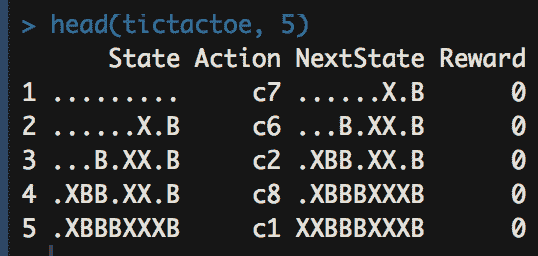 > head(tictactoe, 5)
State Action NextState Reward
1 ......... c7 ......X.B 0
2 ......X.B c6 ...B.XX.B 0
3 ...B.XX.B c2 .XBB.XX.B 0
4 .XBB.XX.B c8 .XBBBXXXB 0
5 .XBBBXXXB c1 XXBBBXXXB 0